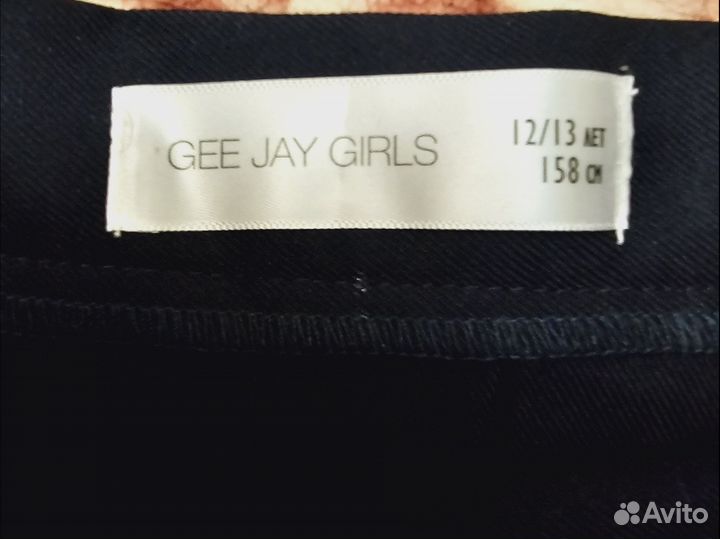 GEE JAY GIRLS
12/13 ЛЕТ
158 СМ
Avito